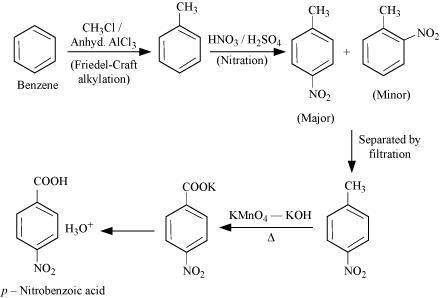 CH3Cl /
Anhyd. AlCl3
(Friedel-Craft
alkylation)
Benzene
CH3
HNO3 / H2SO4
(Nitration)
CH3
NO2
(Major)
+
CH3
NO2
(Minor)
Separated by
filtration
CH3
NO2
KMnO4 — KOH
Δ
COOK
NO2
H3O+
COOH
NO2
p – Nitrobenzoic acid